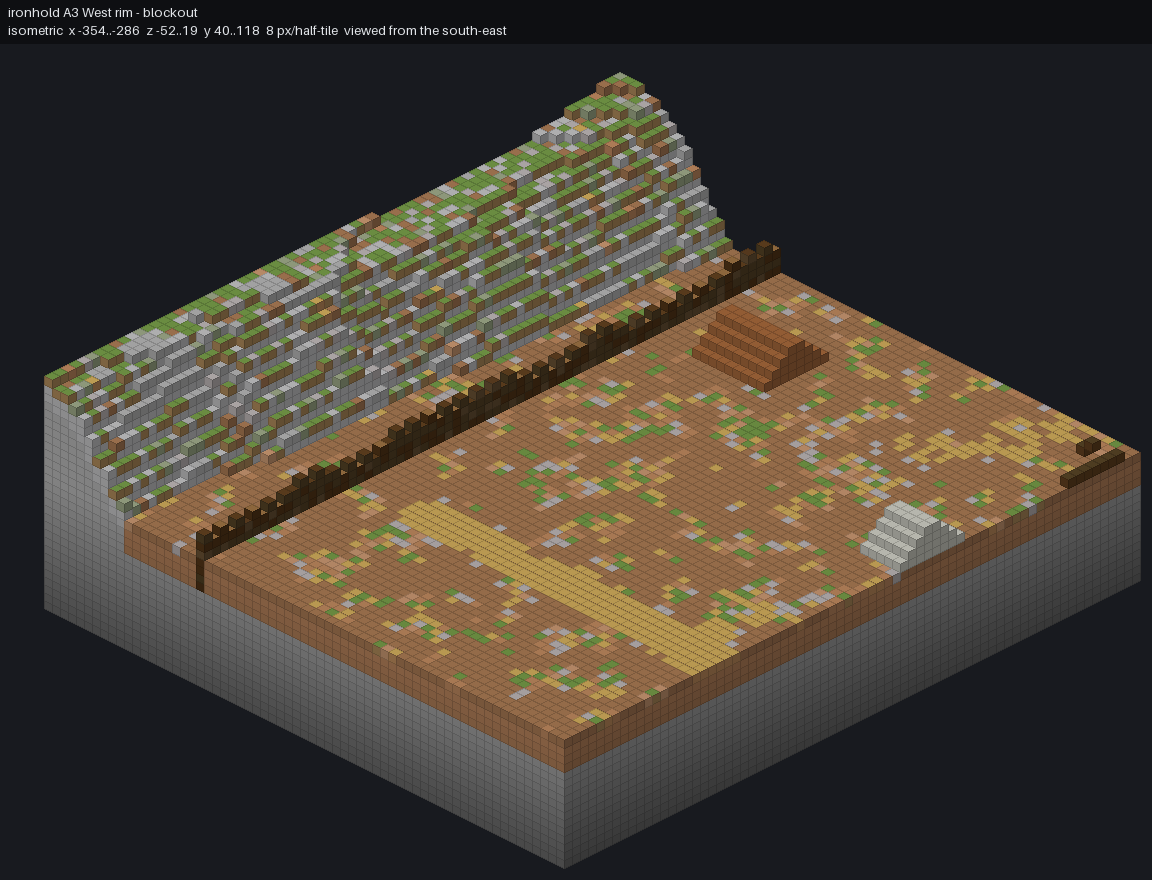 ironhold A3 West rim - blockout
isometric x -354..-286 z -52..19 y 40..118 8 px/half-tile viewed from the south-east